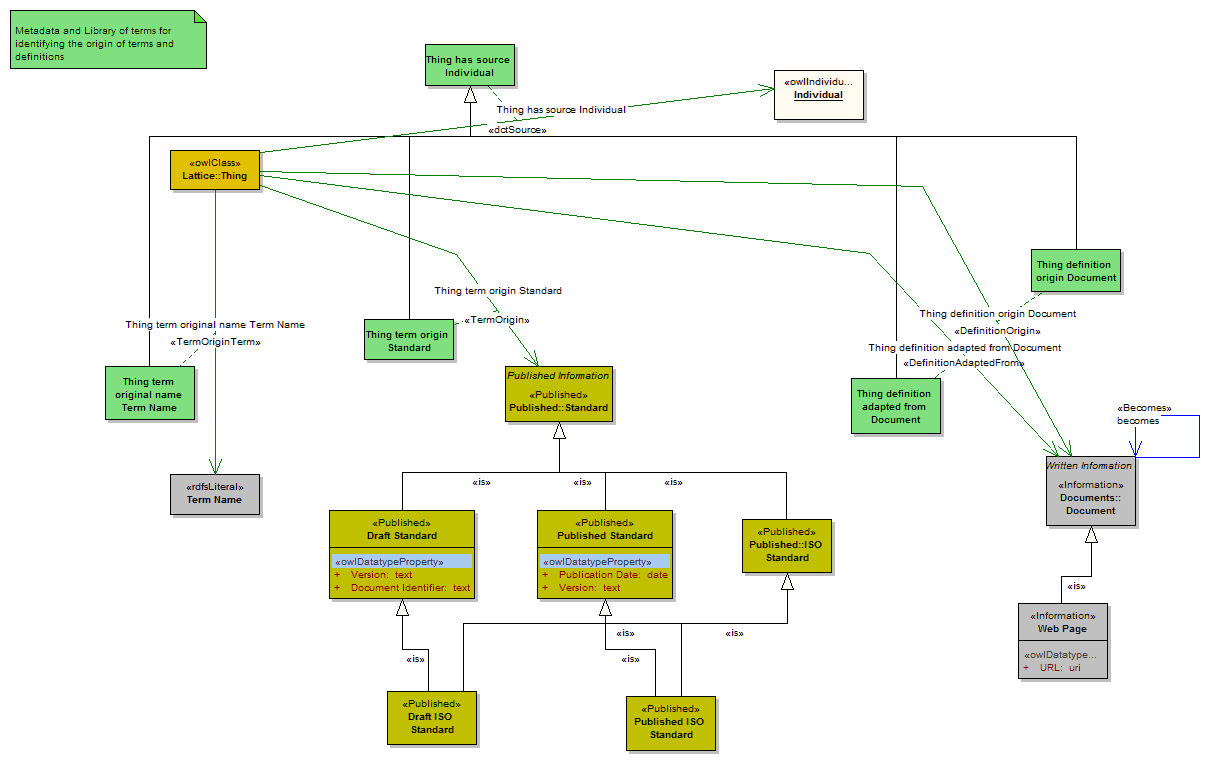 Metadata and Library of terms for
identifying the origin of terms and
definitions
Thing has source
Individual
«owlIndividu...
Individual
Thing has source Individual
«dctSource»
«owlClass»
Lattice::Thing
Thing definition
origin Document
Thing term origin Standard
«TermOrigin»
Thing definition origin Document
«DefinitionOrigin»
Thing term original name Term Name
«TermOriginTerm»
Thing term origin
Standard
Thing definition adapted from Document
«DefinitionAdaptedFrom»
Thing term
original name
Term Name
Published Information
«Published»
Published::Standard
Thing definition
adapted from
Document
«Becomes»
becomes
Written Information
«Information»
Documents::
Document
«rdfsLiteral»
Term Name
«is»
«is»
«is»
«Published»
Draft Standard
«owlDatatypeProperty»
+ Version: text
+ Document Identifier: text
«Published»
Published Standard
«owlDatatypeProperty»
+ Publication Date: date
+ Version: text
«Published»
Published::ISO
Standard
«is»
«Information»
Web Page
«owlDatatype...
+ URL: uri
«is»
«is»
«is»
«is»
«Published»
Draft ISO
Standard
«Published»
Published ISO
Standard